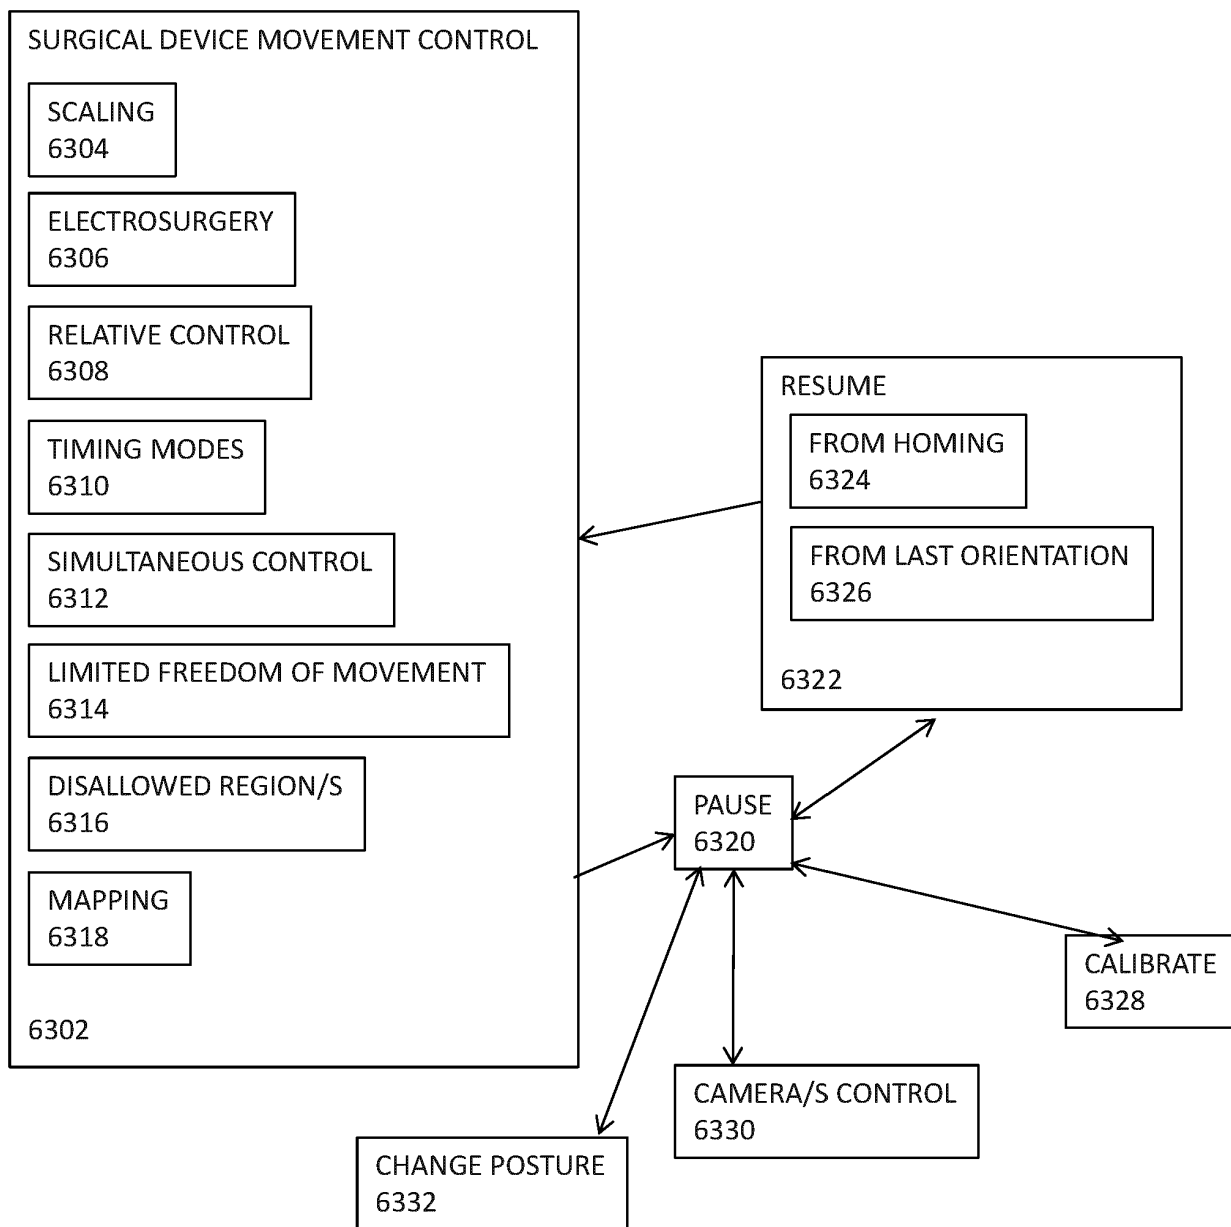 SURGICAL DEVICE MOVEMENT CONTROL
SCALING
6304
ELECTROSURGERY
6306
RELATIVE CONTROL
6308
TIMING MODES
6310
SIMULTANEOUS CONTROL
6312
LIMITED FREEDOM OF MOVEMENT
6314
DISALLOWED REGION/S
6316
MAPPING
6318
6302
RESUME
FROM HOMING
6324
FROM LAST ORIENTATION
6326
6322
PAUSE
6320
CALIBRATE
6328
CAMERA/S CONTROL
6330
CHANGE POSTURE
6332